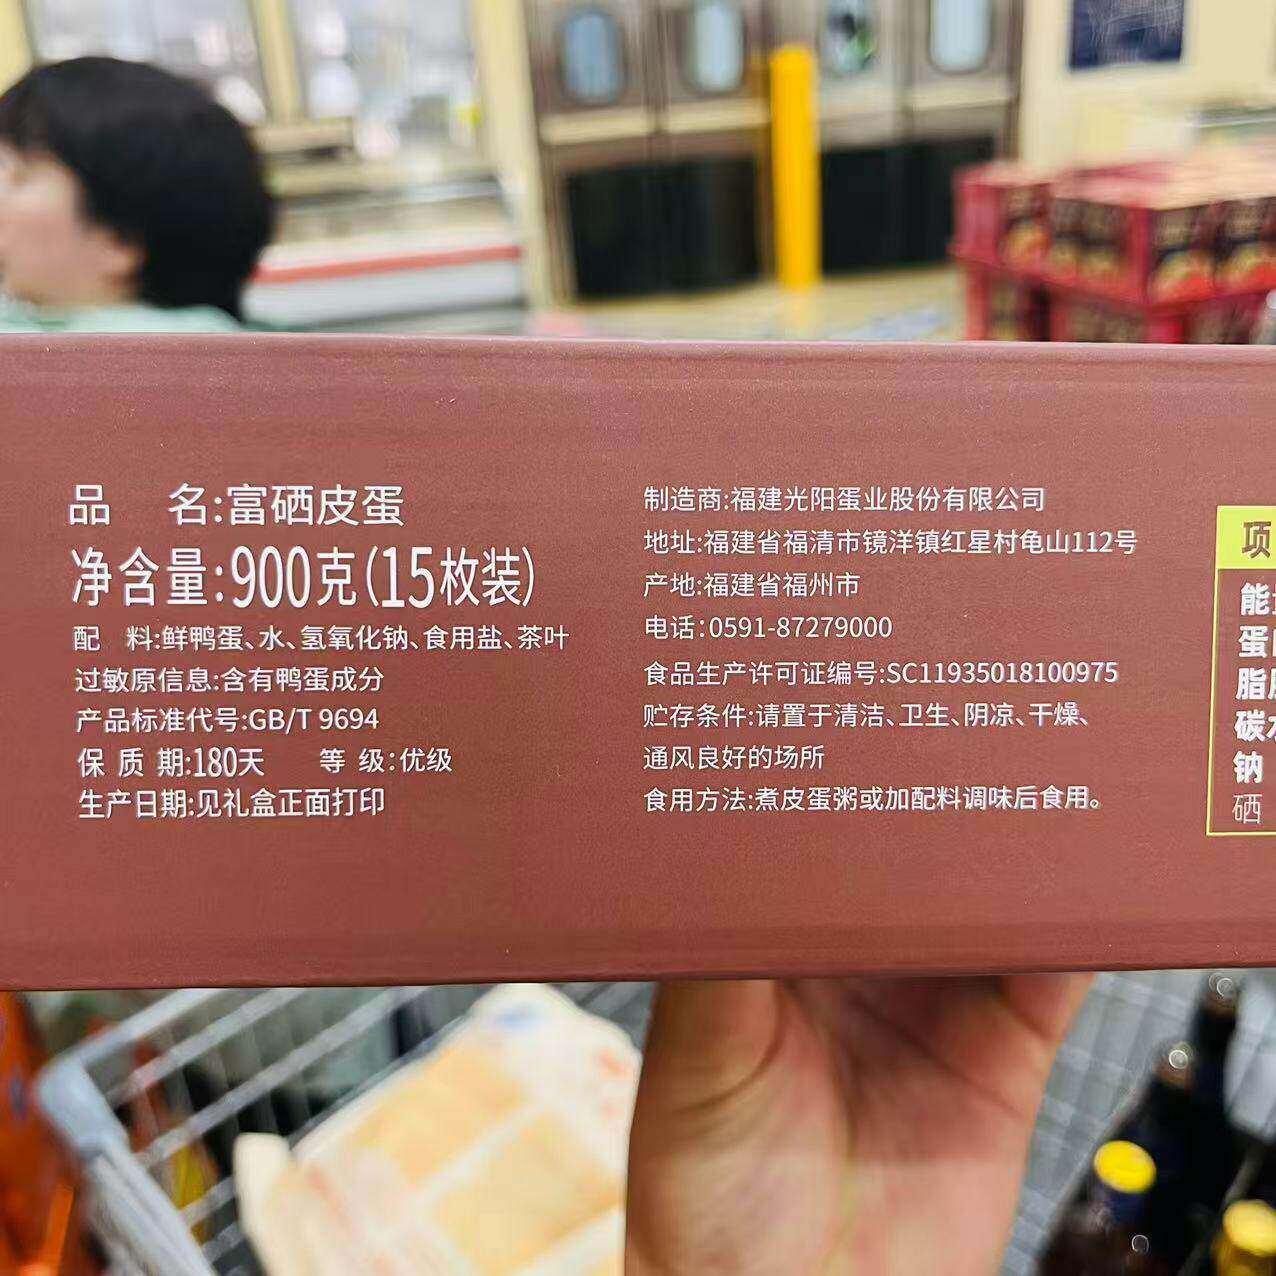 品 名:富硒皮蛋
净含量:900克(15枚装)
配 料:鲜鸭蛋、水、氢氧化钠、食用盐、茶叶
过敏原信息:含有鸭蛋成分
产品标准代号:GB/T 9694
保 质 期:180天 等 级:优级
生产日期:见礼盒正面打印
制造商:福建光阳蛋业股份有限公司
地址:福建省福清市镜洋镇红星村龟山112号
产地:福建省福州市
电话:0591-87279000
食品生产许可证编号:SC11935018100975
贮存条件:请置于清洁、卫生、阴凉、干燥、
通风良好的场所
食用方法:煮皮蛋粥或加配料调味后食用。
项
能
蛋
脂
碳
钠
硒